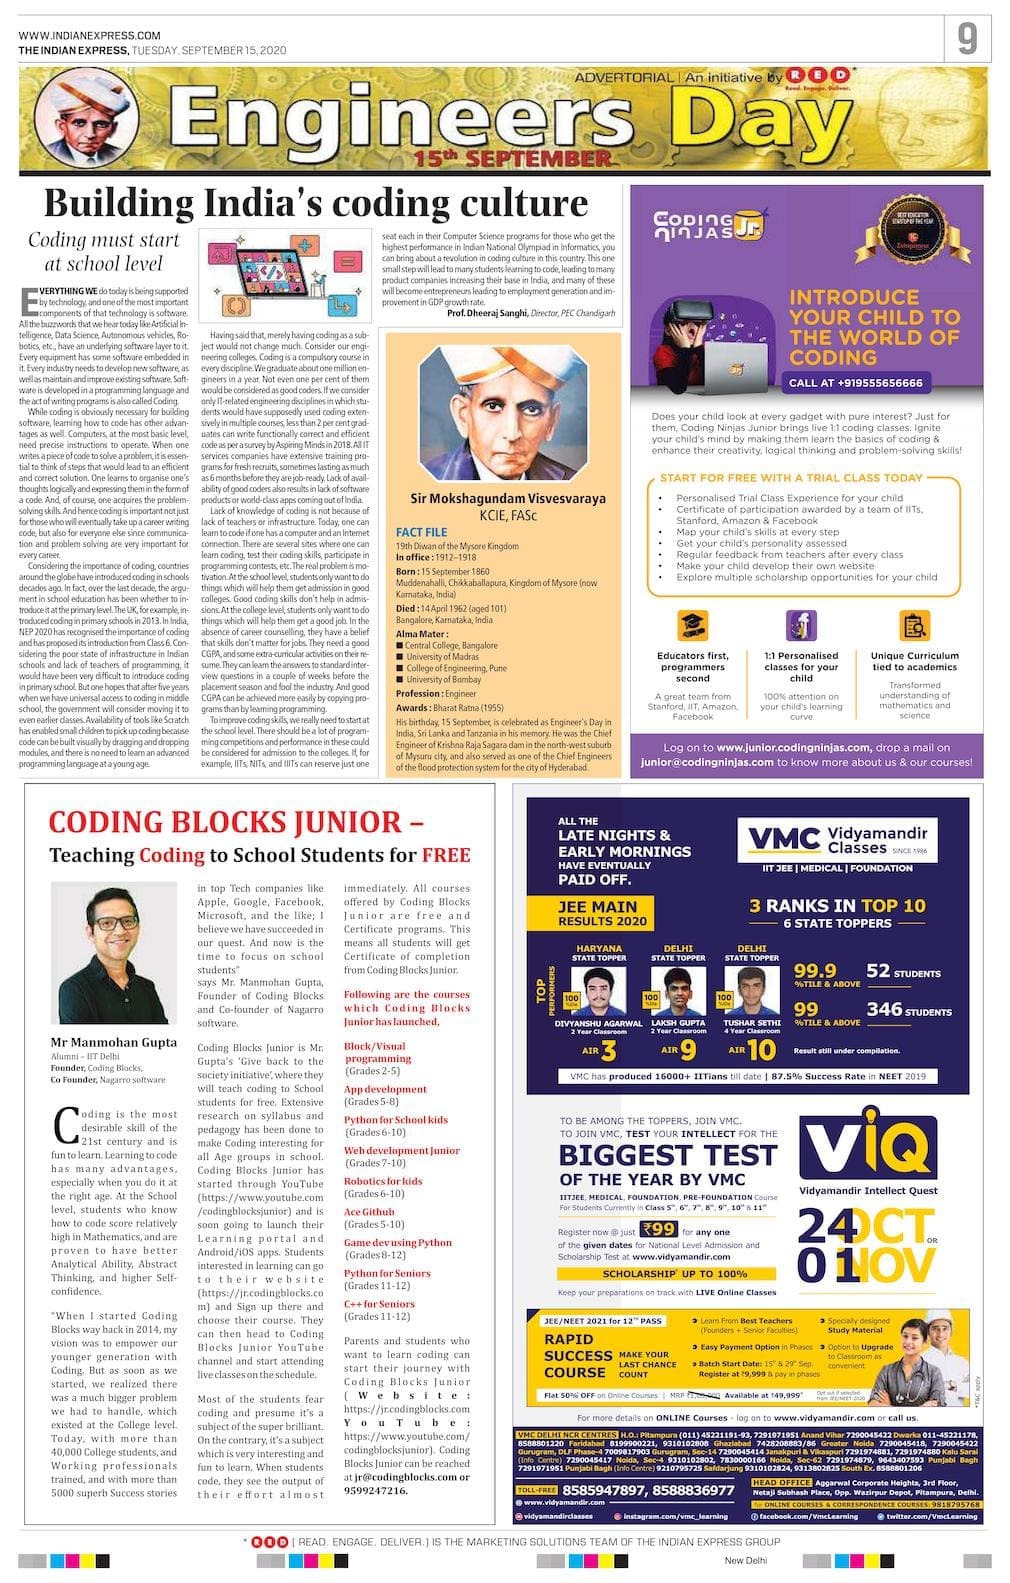 WWW.INDIANEXPRESS.COM
THE INDIAN EXPRESS, TUESDAY, SEPTEMBER 15, 2020
9
ADVERTORIAL | An initiative by RED*
Read. Engage. Deliver.
Engineers Day
15th SEPTEMBER
Building India's coding culture
Coding must start
at school level
EVERYTHING WE do today is being supported
by technology, and one of the most important
components of that technology is software.
All the buzzwords that we hear today like Artificial In-
telligence, Data Science, Autonomous vehicles, Ro-
botics, etc., have an underlying software layer to it.
Every equipment has some software embedded in
it. Every industry needs to develop new software, as
well as maintain and improve existing software. Soft-
ware is developed in a programming language and
the act of writing programs is also called Coding.
While coding is obviously necessary for building
software, learning how to code has other advan-
tages as well. Computers, at the most basic level,
need precise instructions to operate. When one
writes a piece of code to solve a problem, it is essen-
tial to think of steps that would lead to an efficient
and correct solution. One learns to organise one's
thoughts logically and expressing them in the form of
a code. And, of course, one acquires the problem-
solving skills. And hence coding is important not just
for those who will eventually take up a career writing
code, but also for everyone else since communica-
tion and problem solving are very important for
every career.
Considering the importance of coding, countries
around the globe have introduced coding in schools
decades ago. In fact, over the last decade, the argu-
ment in school education has been whether to in-
troduce it at the primary level. The UK, for example, in-
troduced coding in primary schools in 2013. In India,
NEP 2020 has recognised the importance of coding
and has proposed its introduction from Class 6. Con-
sidering the poor state of infrastructure in Indian
schools and lack of teachers of programming, it
would have been very difficult to introduce coding
in primary school. But one hopes that after five years
when we have universal access to coding in middle
school, the government will consider moving it to
even earlier classes. Availability of tools like Scratch
has enabled small children to pick up coding because
code can be built visually by dragging and dropping
modules, and there is no need to learn an advanced
programming language at a young age.
Having said that, merely having coding as a sub-
ject would not change much. Consider our engi-
neering colleges. Coding is a compulsory course in
every discipline. We graduate about one million en-
gineers in a year. Not even one per cent of them
would be considered as good coders. If we consider
only IT-related engineering disciplines in which stu-
dents would have supposedly used coding exten-
sively in multiple courses, less than 2 per cent grad-
uates can write functionally correct and efficient
code as per a survey by Aspiring Minds in 2018. All IT
services companies have extensive training pro-
grams for fresh recruits, sometimes lasting as much
as 6 months before they are job-ready. Lack of avail-
ability of good coders also results in lack of software
products or world-class apps coming out of India.
Lack of knowledge of coding is not because of
lack of teachers or infrastructure. Today, one can
learn to code if one has a computer and an Internet
connection. There are several sites where one can
learn coding, test their coding skills, participate in
programming contests, etc. The real problem is mo-
tivation. At the school level, students only want to do
things which will help them get admission in good
colleges. Good coding skills don't help in admis-
sions. At the college level, students only want to do
things which will help them get a good job. In the
absence of career counselling, they have a belief
that skills don't matter for jobs. They need a good
CGPA, and some extra-curricular activities on their re-
sume. They can learn the answers to standard inter-
view questions in a couple of weeks before the
placement season and fool the industry. And good
CGPA can be achieved more easily by copying pro-
grams than by learning programming.
To improve coding skills, we really need to start at
the school level. There should be a lot of program-
ming competitions and performance in these could
be considered for admission to the colleges. If, for
example, IITs, NITs, and IIITs can reserve just one
seat each in their Computer Science programs for those who get the
highest performance in Indian National Olympiad in Informatics, you
can bring about a revolution in coding culture in this country. This one
small step will lead to many students learning to code, leading to many
product companies increasing their base in India, and many of these
will become entrepreneurs leading to employment generation and im-
provement in GDP growth rate.
Prof. Dheeraj Sanghi, Director, PEC Chandigarh
Sir Mokshagundam Visvesvaraya
KCIE, FASc
FACT FILE
19th Diwan of the Mysore Kingdom
In office : 1912–1918
Born : 15 September 1860
Muddenahalli, Chikkaballapura, Kingdom of Mysore (now
Karnataka, India)
Died : 14 April 1962 (aged 101)
Bangalore, Karnataka, India
Alma Mater :
■ Central College, Bangalore
■ University of Madras
■ College of Engineering, Pune
■ University of Bombay
Profession : Engineer
Awards : Bharat Ratna (1955)
His birthday, 15 September, is celebrated as Engineer's Day in
India, Sri Lanka and Tanzania in his memory. He was the Chief
Engineer of Krishna Raja Sagara dam in the north-west suburb
of Mysuru city, and also served as one of the Chief Engineers
of the flood protection system for the city of Hyderabad.
CODING
NINJAS Jr.
BEST EDUCATION
STARTUP OF THE YEAR
Entrepreneur
INTRODUCE
YOUR CHILD TO
THE WORLD OF
CODING
CALL AT +919555656666
Does your child look at every gadget with pure interest? Just for
them, Coding Ninjas Junior brings live 1:1 coding classes. Ignite
your child's mind by making them learn the basics of coding &
enhance their creativity, logical thinking and problem-solving skills!
START FOR FREE WITH A TRIAL CLASS TODAY
• Personalised Trial Class Experience for your child
• Certificate of participation awarded by a team of IITs,
Stanford, Amazon & Facebook
• Map your child's skills at every step
• Get your child's personality assessed
• Regular feedback from teachers after every class
• Make your child develop their own website
• Explore multiple scholarship opportunities for your child
Educators first,
programmers
second
A great team from
Stanford, IIT, Amazon,
Facebook
1:1 Personalised
classes for your
child
100% attention on
your child's learning
curve
Unique Curriculum
tied to academics
Transformed
understanding of
mathematics and
science
Log on to www.junior.codingninjas.com, drop a mail on
junior@codingninjas.com to know more about us & our courses!
CODING BLOCKS JUNIOR –
Teaching Coding to School Students for FREE
Mr Manmohan Gupta
Alumni – IIT Delhi
Founder, Coding Blocks,
Co Founder, Nagarro software
Coding is the most
desirable skill of the
21st century and is
fun to learn. Learning to code
has many advantages,
especially when you do it at
the right age. At the School
level, students who know
how to code score relatively
high in Mathematics, and are
proven to have better
Analytical Ability, Abstract
Thinking, and higher Self-
confidence.
"When I started Coding
Blocks way back in 2014, my
vision was to empower our
younger generation with
Coding. But as soon as we
started, we realized there
was a much bigger problem
we had to handle, which
existed at the College level.
Today, with more than
40,000 College students, and
Working professionals
trained, and with more than
5000 superb Success stories
in top Tech companies like
Apple, Google, Facebook,
Microsoft, and the like; I
believe we have succeeded in
our quest. And now is the
time to focus on school
students"
says Mr. Manmohan Gupta,
Founder of Coding Blocks
and Co-founder of Nagarro
software.
Coding Blocks Junior is Mr.
Gupta's 'Give back to the
society initiative', where they
will teach coding to School
students for free. Extensive
research on syllabus and
pedagogy has been done to
make Coding interesting for
all Age groups in school.
Coding Blocks Junior has
started through YouTube
(https://www.youtube.com
/codingblocksjunior) and is
soon going to launch their
Learning portal and
Android/iOS apps. Students
interested in learning can go
to their website
(https://jr.codingblocks.co
m) and Sign up there and
choose their course. They
can then head to Coding
Blocks Junior YouTube
channel and start attending
live classes on the schedule.
Most of the students fear
coding and presume it's a
subject of the super brilliant.
On the contrary, it's a subject
which is very interesting and
fun to learn. When students
code, they see the output of
their effort almost
immediately. All courses
offered by Coding Blocks
Junior are free and
Certificate programs. This
means all students will get
Certificate of completion
from Coding Blocks Junior.
Following are the courses
which Coding Blocks
Junior has launched,
Block/Visual
programming
(Grades 2-5)
App development
(Grades 5-8)
Python for School kids
(Grades 6-10)
Web development Junior
(Grades 7-10)
Robotics for kids
(Grades 6-10)
Ace Github
(Grades 5-10)
Game dev using Python
(Grades 8-12)
Python for Seniors
(Grades 11-12)
C++ for Seniors
(Grades 11-12)
Parents and students who
want to learn coding can
start their journey with
Coding Blocks Junior
( Website :
https://jr.codingblocks.com
YouTube :
https://www.youtube.com/
codingblocksjunior). Coding
Blocks Junior can be reached
at jr@codingblocks.com or
9599247216.
ALL THE
LATE NIGHTS &
EARLY MORNINGS
HAVE EVENTUALLY
PAID OFF.
VMC Vidyamandir
Classes SINCE 1986
IIT JEE | MEDICAL | FOUNDATION
JEE MAIN
RESULTS 2020
3 RANKS IN TOP 10
6 STATE TOPPERS
TOP
PERFORMERS
HARYANA
STATE TOPPER
100 %tile
DIVYANSHU AGARWAL
2 Year Classroom
AIR 3
DELHI
STATE TOPPER
100 %tile
LAKSH GUPTA
2 Year Classroom
AIR 9
DELHI
STATE TOPPER
100 %tile
TUSHAR SETHI
4 Year Classroom
AIR 10
99.9 %TILE & ABOVE 52 STUDENTS
99 %TILE & ABOVE 346 STUDENTS
Result still under compilation.
VMC has produced 16000+ IITians till date | 87.5% Success Rate in NEET 2019
TO BE AMONG THE TOPPERS, JOIN VMC.
TO JOIN VMC, TEST YOUR INTELLECT FOR THE
BIGGEST TEST
OF THE YEAR BY VMC
IITJEE, MEDICAL, FOUNDATION, PRE-FOUNDATION Course
For Students Currently in Class 5th, 6th, 7th, 8th, 9th, 10th & 11th
Register now @ just ₹99 for any one
of the given dates for National Level Admission and
Scholarship Test at www.vidyamandir.com
SCHOLARSHIP* UP TO 100%
Keep your preparations on track with LIVE Online Classes
ViQ
Vidyamandir Intellect Quest
24 OCT OR
01 NOV
JEE/NEET 2021 for 12TH PASS
RAPID
SUCCESS
COURSE
MAKE YOUR
LAST CHANCE
COUNT
Learn From Best Teachers
(Founders + Senior Faculties)
Easy Payment Option in Phases
Batch Start Date: 15th & 29th Sep.
Register at ₹9,999 & pay in phases
Specially designed
Study Material
Option to Upgrade
to Classroom as
convenient
Flat 50% OFF on Online Courses | MRP Available at ₹49,999*
Opt out if selected
from JEE/NEET 2020
*T&C apply
For more details on ONLINE Courses - log on to www.vidyamandir.com or call us.
VMC DELHI NCR CENTRES H.O.: Pitampura (011) 45221191-93, 7291971951 Anand Vihar 7290045422 Dwarka 011-45221178,
8588801220 Faridabad 8199900221, 9310102808 Ghaziabad 7428208883/86 Greater Noida 7290045418, 7290045422
Gurugram, DLF Phase-4 7009817903 Gurugram, Sec-14 7290045414 Janakpuri & Vikaspuri 7291974881, 7291974880 Kalu Sarai
(Info Centre) 7290045417 Noida, Sec-4 9310102802, 7830000166 Noida, Sec-62 7291974879, 9643407593 Punjabi Bagh
7291971951 Punjabi Bagh (Info Centre) 9210795725 Safdarjung 9310102824, 9313802825 South Ex. 8588801206
TOLL-FREE 8585947897, 8588836977
HEAD OFFICE Aggarwal Corporate Heights, 3rd Floor,
Netaji Subhash Place, Opp. Wazirpur Depot, Pitampura, Delhi.
www.vidyamandir.com
for ONLINE COURSES & CORRESPONDENCE COURSES: 9818795768
vidyamandirclasses instagram.com/vmc_learning facebook.com/VmcLearning twitter.com/VmcLearning
* RED ( READ. ENGAGE. DELIVER.) IS THE MARKETING SOLUTIONS TEAM OF THE INDIAN EXPRESS GROUP
New Delhi